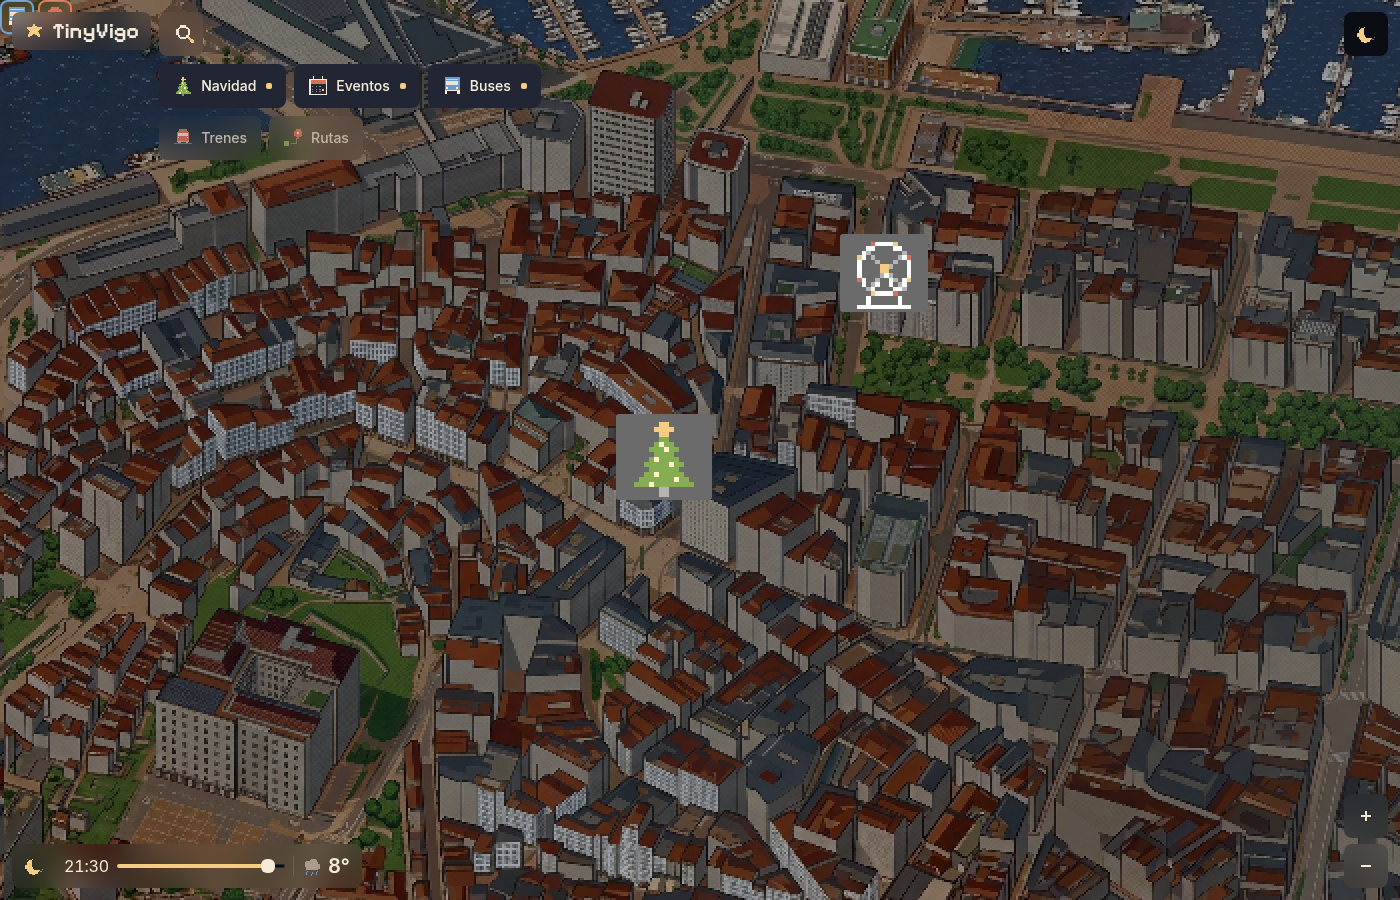 TinyVigo
Navidad
Eventos
Buses
Trenes
Rutas
21:30
8°
+
−